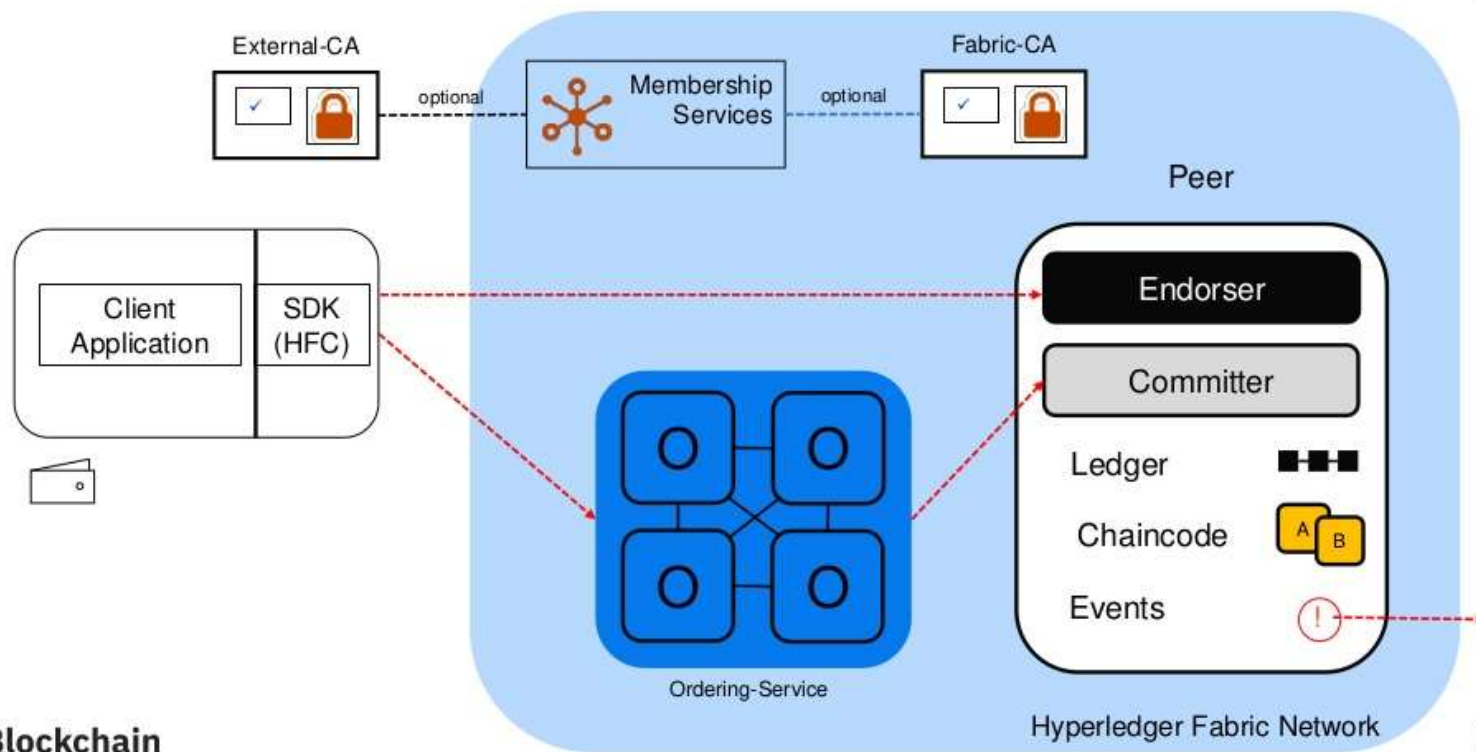 External-CA
Fabric-CA
optional
Membership
Services
optional
Peer
Client
Application
SDK
(HFC)
Endorser
Committer
O
O
O
O
Ledger
Chaincode
A
B
Events
!
Ordering-Service
Hyperledger Fabric Network
Blockchain